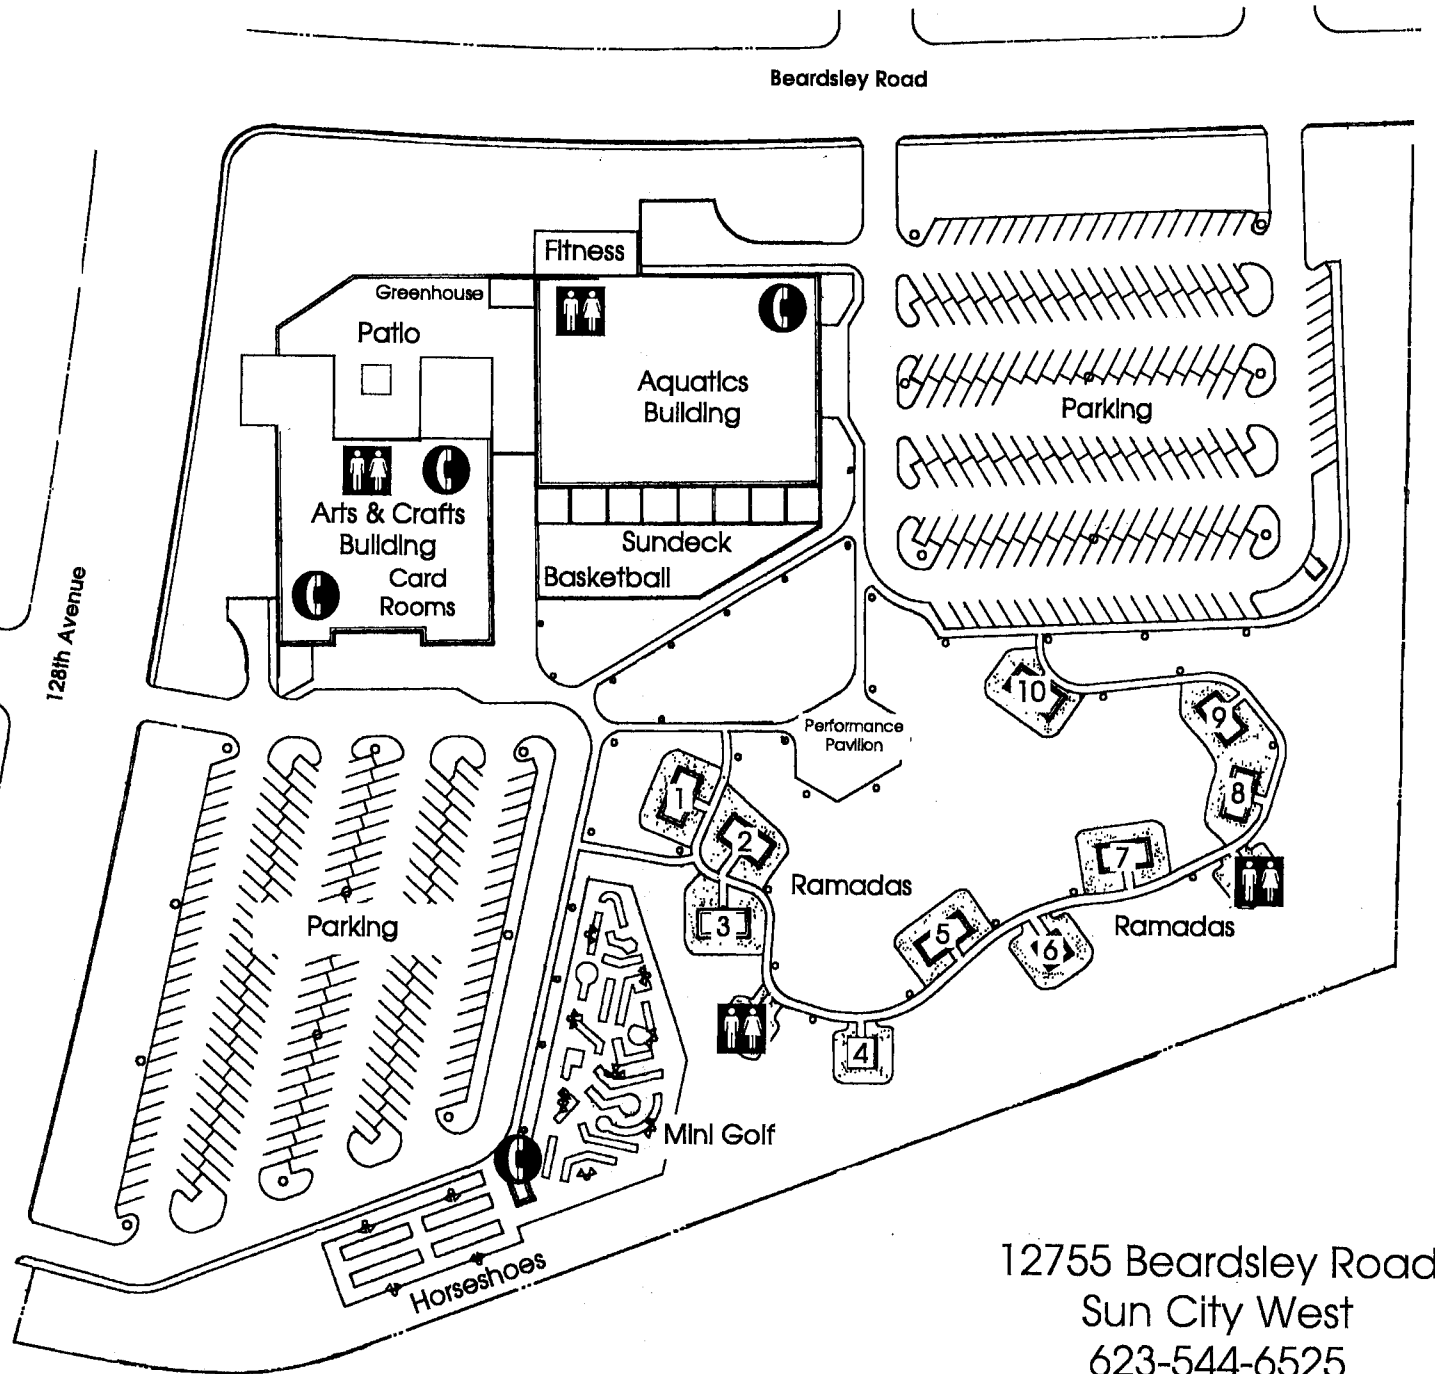 Beardsley Road
Fitness
Greenhouse
Patio
Aquatics
Building
Parking
Arts & Crafts
Building
Card
Rooms
Sundeck
Basketball
128th Avenue
10
9
Performance
Pavilion
1
2
8
7
Ramadas
3
5
6
Ramadas
Parking
4
Mini Golf
Horseshoes
12755 Beardsley Road
Sun City West
623-544-6525